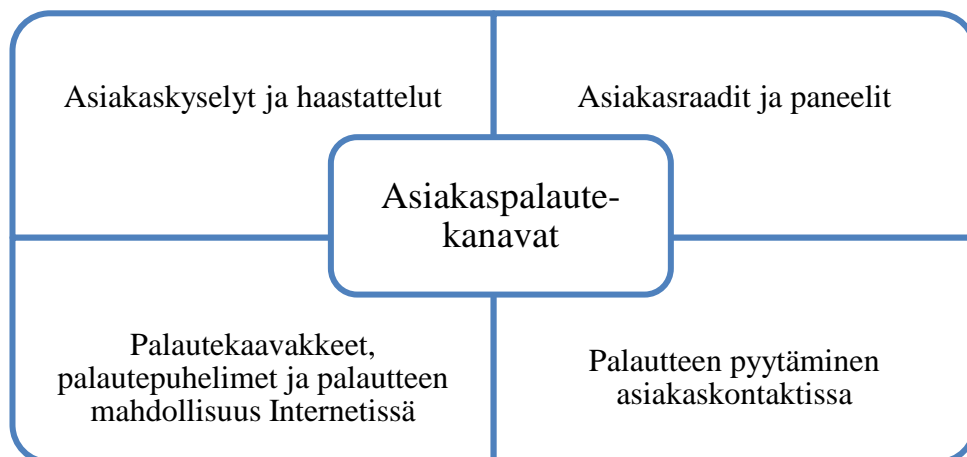 Asiakaskyselyt ja haastattelut
Asiakasraadit ja paneelit
Asiakaspalaute-
kanavat
Palautekaavakkeet,
palautepuhelimet ja palautteen
mahdollisuus Internetissä
Palautteen pyytäminen
asiakaskontaktissa